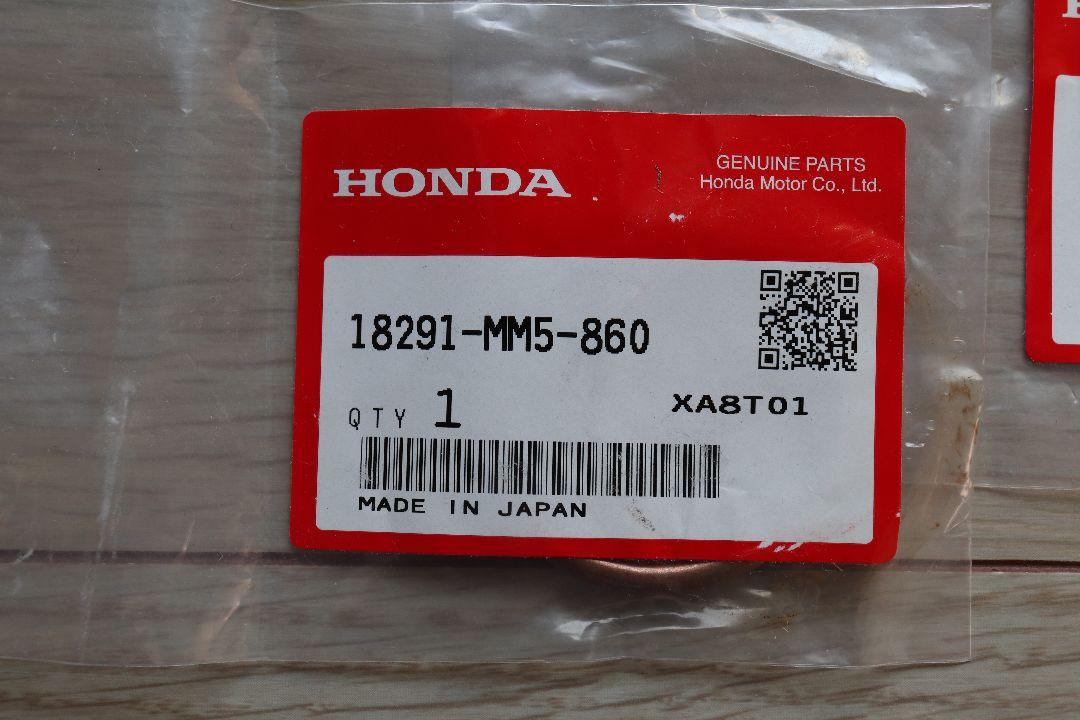 HONDA
GENUINE PARTS
Honda Motor Co., Ltd.
18291-MM5-860
QTY 1
XA8T01
MADE IN JAPAN